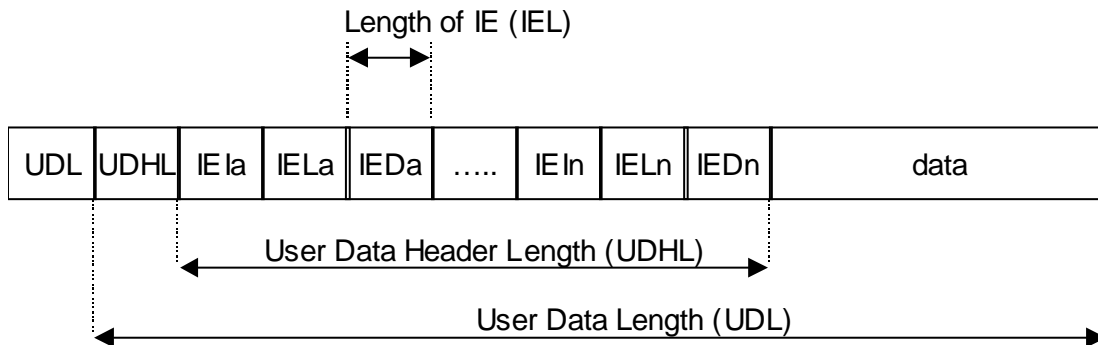 Length of IE (IEL)
UDL UDHL IEIa IELa IEDa ….. IEIn IELn IEDn data
User Data Header Length (UDHL)
User Data Length (UDL)